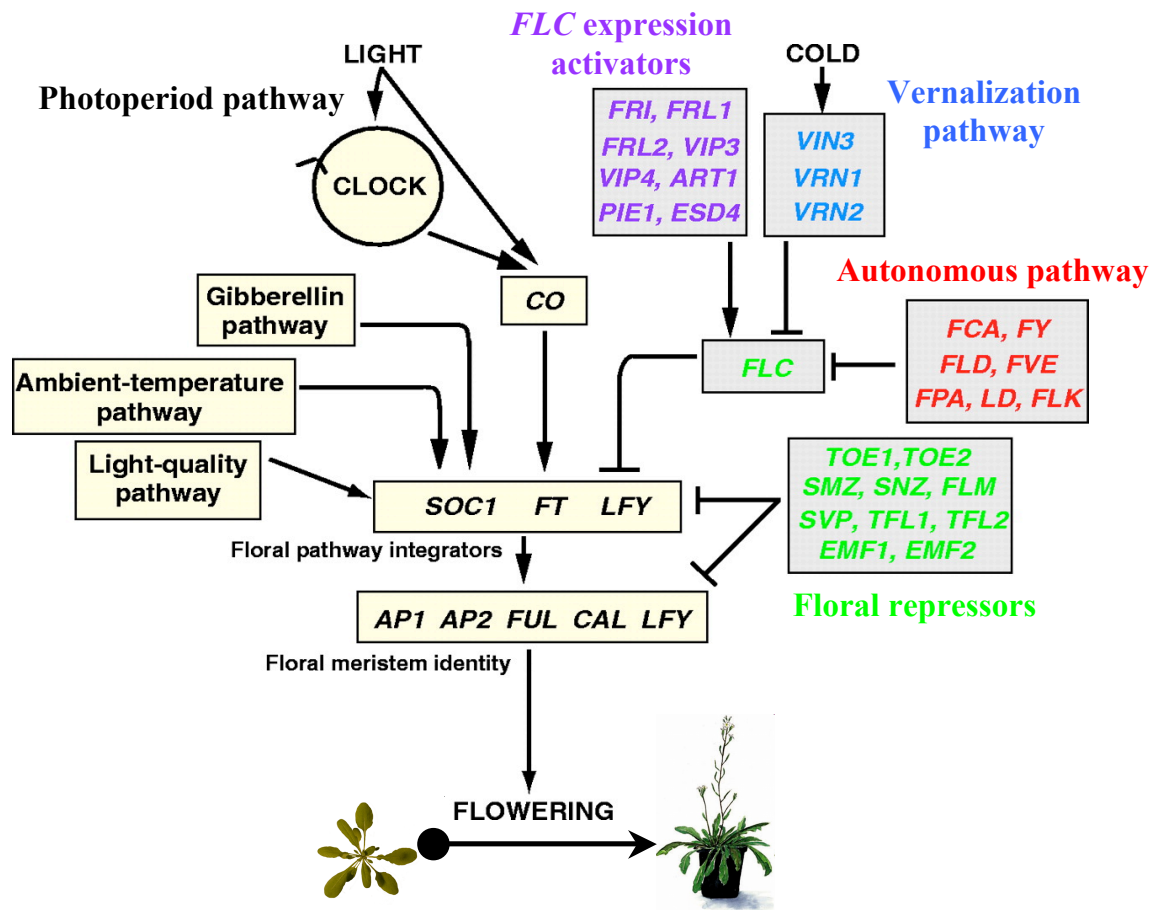 FLC expression
activators
LIGHT
COLD
Photoperiod pathway
Vernalization
pathway
FRI, FRL1
FRL2, VIP3
VIP4, ART1
PIE1, ESD4
VIN3
VRN1
VRN2
CLOCK
Autonomous pathway
Gibberellin
pathway
CO
FCA, FY
FLD, FVE
FPA, LD, FLK
FLC
Ambient-temperature
pathway
Light-quality
pathway
TOE1,TOE2
SMZ, SNZ, FLM
SVP, TFL1, TFL2
EMF1, EMF2
SOC1 FT LFY
Floral pathway integrators
Floral repressors
AP1 AP2 FUL CAL LFY
Floral meristem identity
FLOWERING